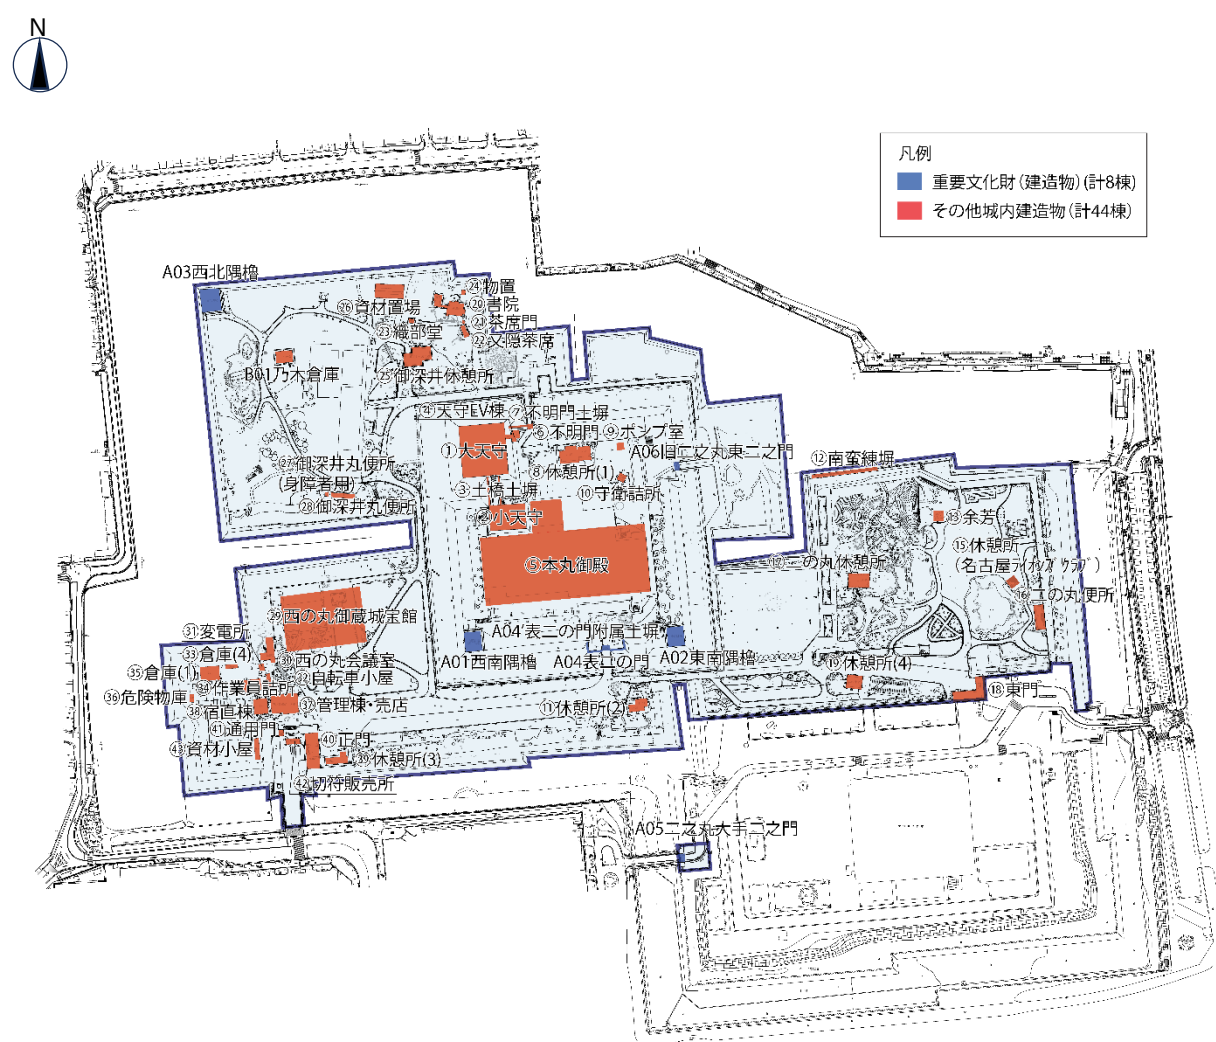 N
凡例
重要文化財（建造物）(計8棟)
その他城内建造物（計44棟）
A03西北隅櫓
㉔物置
⑳書院
㉑茶席門
㉒又隠茶席
㉖資材置場
㉓織部堂
㉕御深井休憩所
B01乃木倉庫
④天守EV棟
⑦不明門土塀
⑥不明門
⑨ポンプ室
①大天守
A06旧二之丸東二之門
⑧休憩所(1)
⑫南蛮練塀
㉗御深井丸便所
(身障者用)
③土橋土塀
⑩守衛詰所
㉘御深井丸便所
②小天守
⑬余芳
⑮休憩所
(名古屋ライオンズクラブ)
⑤本丸御殿
二の丸休憩所
⑯二の丸便所
㉙西の丸御蔵城宝館
㉛変電所
A04'表二の門附属土塀
㉝倉庫(4)
㉚西の丸会議室
A01西南隅櫓
A04表二の門
A02東南隅櫓
⑲休憩所(4)
㉟倉庫(1)
㉜自転車小屋
㉞作業員詰所
㊱危険物庫
⑱東門
㊳宿直棟
㊲管理棟・売店
⑪休憩所(2)
㊶通用門
㊵正門
㊸資材小屋
㊴休憩所(3)
㊷切符販売所
A05二之丸大手二之門